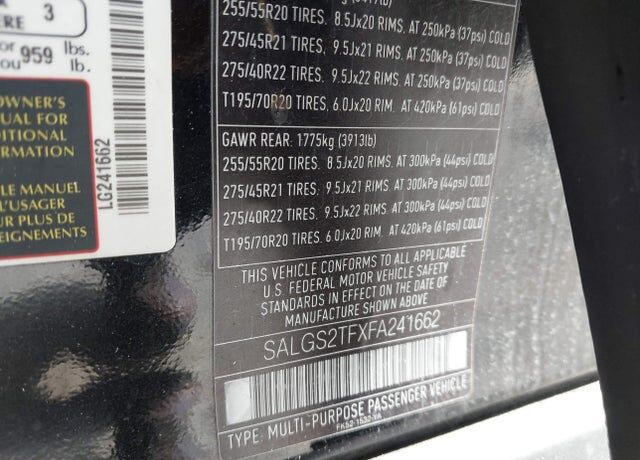 3
ERE
or 959 lbs.
ou lb.
OWNER'S
UAL FOR
DITIONAL
RMATION
LE MANUEL
L'USAGER
UR PLUS DE
EIGNEMENTS
LG241662
255/55R20 TIRES. 8.5Jx20 RIMS. AT 250kPa (37psi) COLD
275/45R21 TIRES. 9.5Jx21 RIMS. AT 250kPa (37psi) COLD
275/40R22 TIRES. 9.5Jx22 RIMS. AT 250kPa (37psi) COLD
T195/70R20 TIRES. 6.0Jx20 RIM. AT 420kPa (61psi) COLD
GAWR REAR: 1775kg (3913lb)
255/55R20 TIRES. 8.5Jx20 RIMS. AT 300kPa (44psi) COLD
275/45R21 TIRES. 9.5Jx21 RIMS. AT 300kPa (44psi) COLD
275/40R22 TIRES. 9.5Jx22 RIMS. AT 300kPa (44psi) COLD
T195/70R20 TIRES. 6.0Jx20 RIM. AT 420kPa (61psi) COLD
THIS VEHICLE CONFORMS TO ALL APPLICABLE
U.S. FEDERAL MOTOR VEHICLE SAFETY
STANDARDS IN EFFECT ON THE DATE OF
MANUFACTURE SHOWN ABOVE
SALGS2TFXFA241662
TYPE: MULTI-PURPOSE PASSENGER VEHICLE